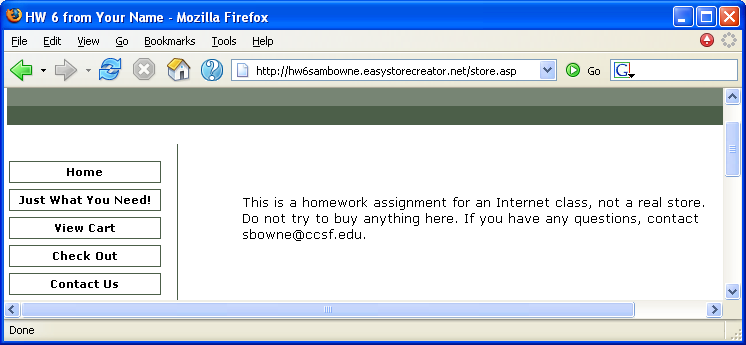 HW 6 from Your Name - Mozilla Firefox
File Edit View Go Bookmarks Tools Help
http://hw6sambowne.easystorecreator.net/store.asp Go G
Home
Just What You Need!
View Cart
Check Out
Contact Us
This is a homework assignment for an Internet class, not a real store.
Do not try to buy anything here. If you have any questions, contact
sbowne@ccsf.edu.
Done